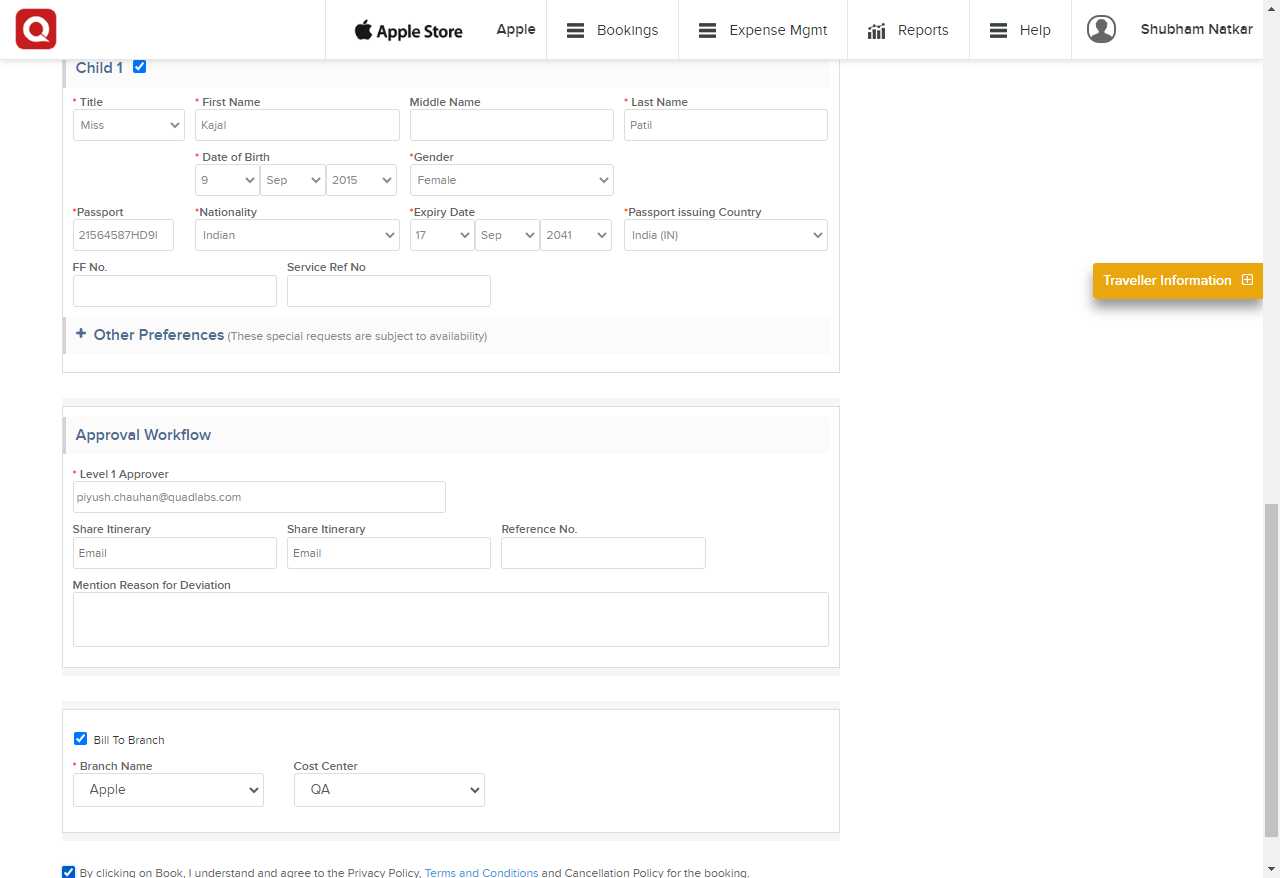 Q Apple Store Apple Bookings Expense Mgmt Reports Help Shubham Natkar
Child 1
* Title * First Name Middle Name * Last Name
Miss Kajal Patil
* Date of Birth *Gender
9 Sep 2015 Female
*Passport *Nationality *Expiry Date *Passport issuing Country
21564587HD9 Indian 17 Sep 2041 India (IN)
FF No. Service Ref No
Traveller Information
+ Other Preferences (These special requests are subject to availability)
Approval Workflow
* Level 1 Approver
piyush.chauhan@quadlabs.com
Share Itinerary Share Itinerary Reference No.
Email Email
Mention Reason for Deviation
Bill To Branch
* Branch Name Cost Center
Apple QA
By clicking on Book, I understand and agree to the Privacy Policy, Terms and Conditions and Cancellation Policy for the booking.